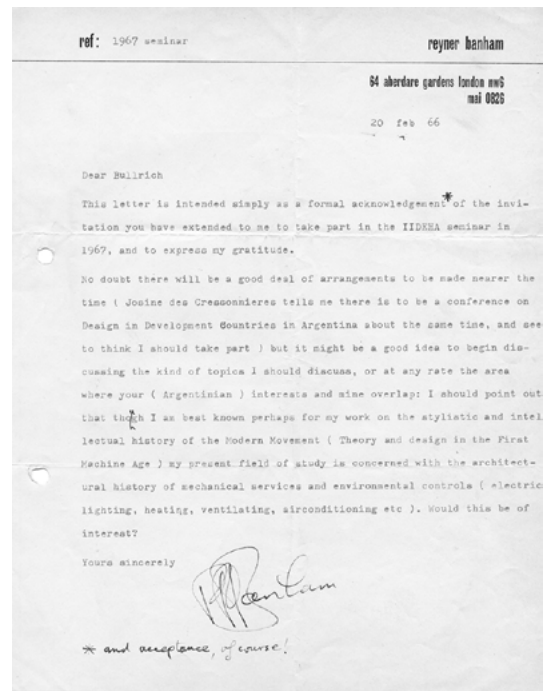 ref: 1967 seminar
reyner banham
64 aberdare gardens london nw6
mai 0826
20 feb 66
Dear Bullrich
This letter is intended simply as a formal acknowledgement* of the invi-
tation you have extended to me to take part in the IIDEHA seminar in
1967, and to express my gratitude.
No doubt there will be a good deal of arrangements to be made nearer the
time ( Josine des Cressonnieres tells me there is to be a conference on
Design in Development Countries in Argentina about the same time, and see
to think I should take part ) but it might be a good idea to begin dis-
cussing the kind of topics I should discuss, or at any rate the area
where your ( Argentinian ) interests and mine overlap: I should point out
that though I am best known perhaps for my work on the stylistic and intel
lectual history of the Modern Movement ( Theory and design in the First
Machine Age ) my present field of study is concerned with the architect-
ural history of mechanical services and environmental controls ( electric
lighting, heating, ventilating, airconditioning etc ). Would this be of
interest?
Yours sincerely
Banham
* and acceptance, of course!